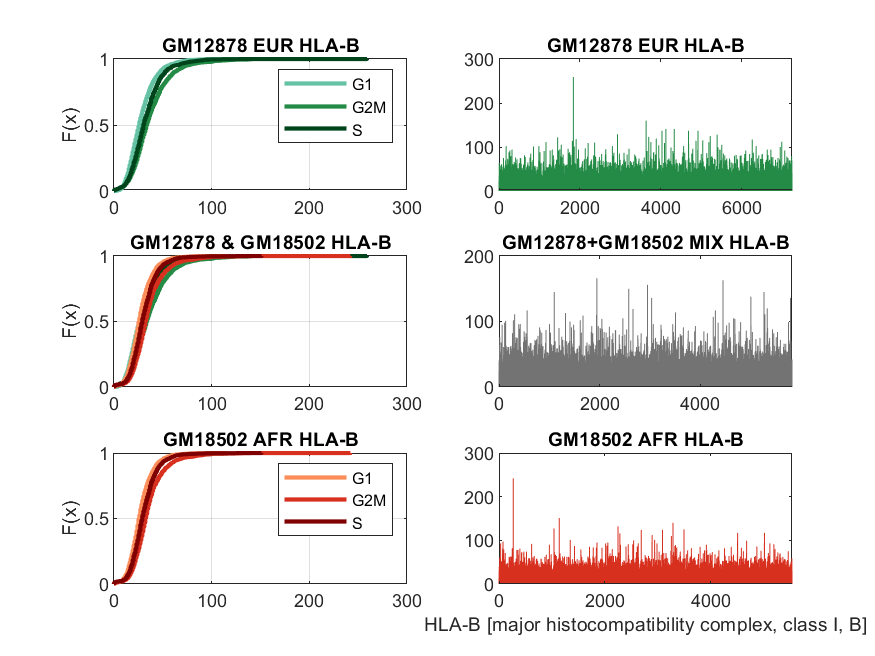 GM12878 EUR HLA-B
F(x)
1
0.5
0
0 100 200 300
G1
G2M
S
GM12878 EUR HLA-B
300
200
100
0
0 2000 4000 6000
GM12878 & GM18502 HLA-B
F(x)
1
0.5
0
0 100 200 300
GM12878+GM18502 MIX HLA-B
200
100
0
0 2000 4000
GM18502 AFR HLA-B
F(x)
1
0.5
0
0 100 200 300
G1
G2M
S
GM18502 AFR HLA-B
300
200
100
0
0 2000 4000
HLA-B [major histocompatibility complex, class I, B]